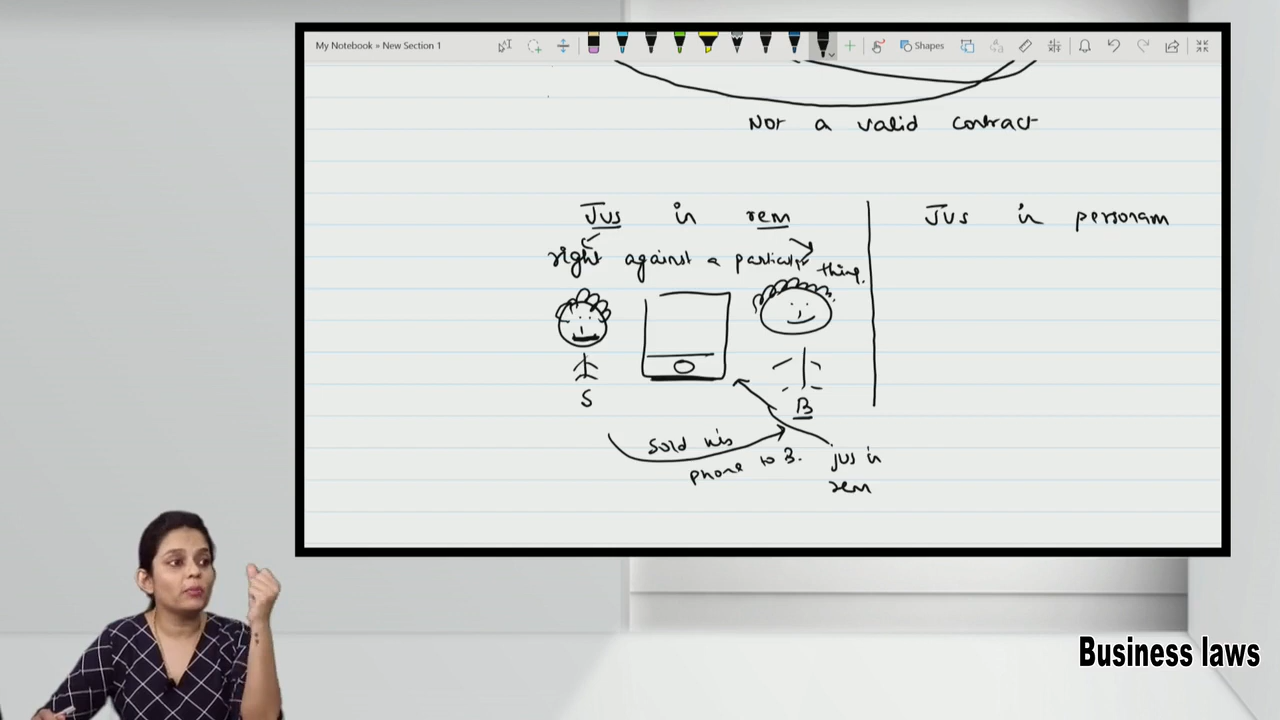 My Notebook » New Section 1
Shapes
Not a valid contract
Jus in rem
Jus in personam
right against a particular thing.
S
B
sold his
phone to B.
jus in
rem
Business laws